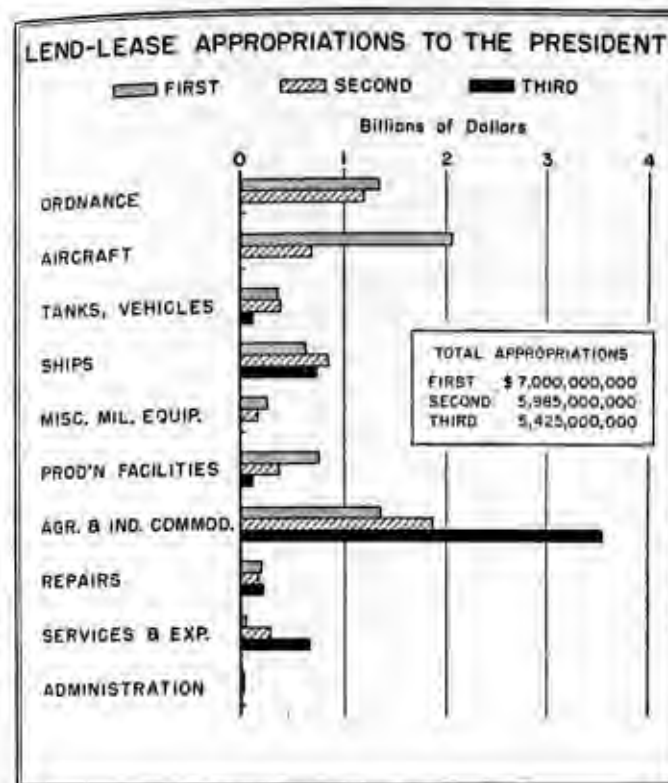 LEND-LEASE APPROPRIATIONS TO THE PRESIDENT
FIRST SECOND THIRD
Billions of Dollars
0 1 2 3 4
ORDNANCE
AIRCRAFT
TANKS, VEHICLES
SHIPS
MISC. MIL. EQUIP.
PROD'N FACILITIES
AGR. & IND. COMMOD.
REPAIRS
SERVICES & EXP.
ADMINISTRATION
TOTAL APPROPRIATIONS
FIRST $ 7,000,000,000
SECOND 5,985,000,000
THIRD 5,425,000,000